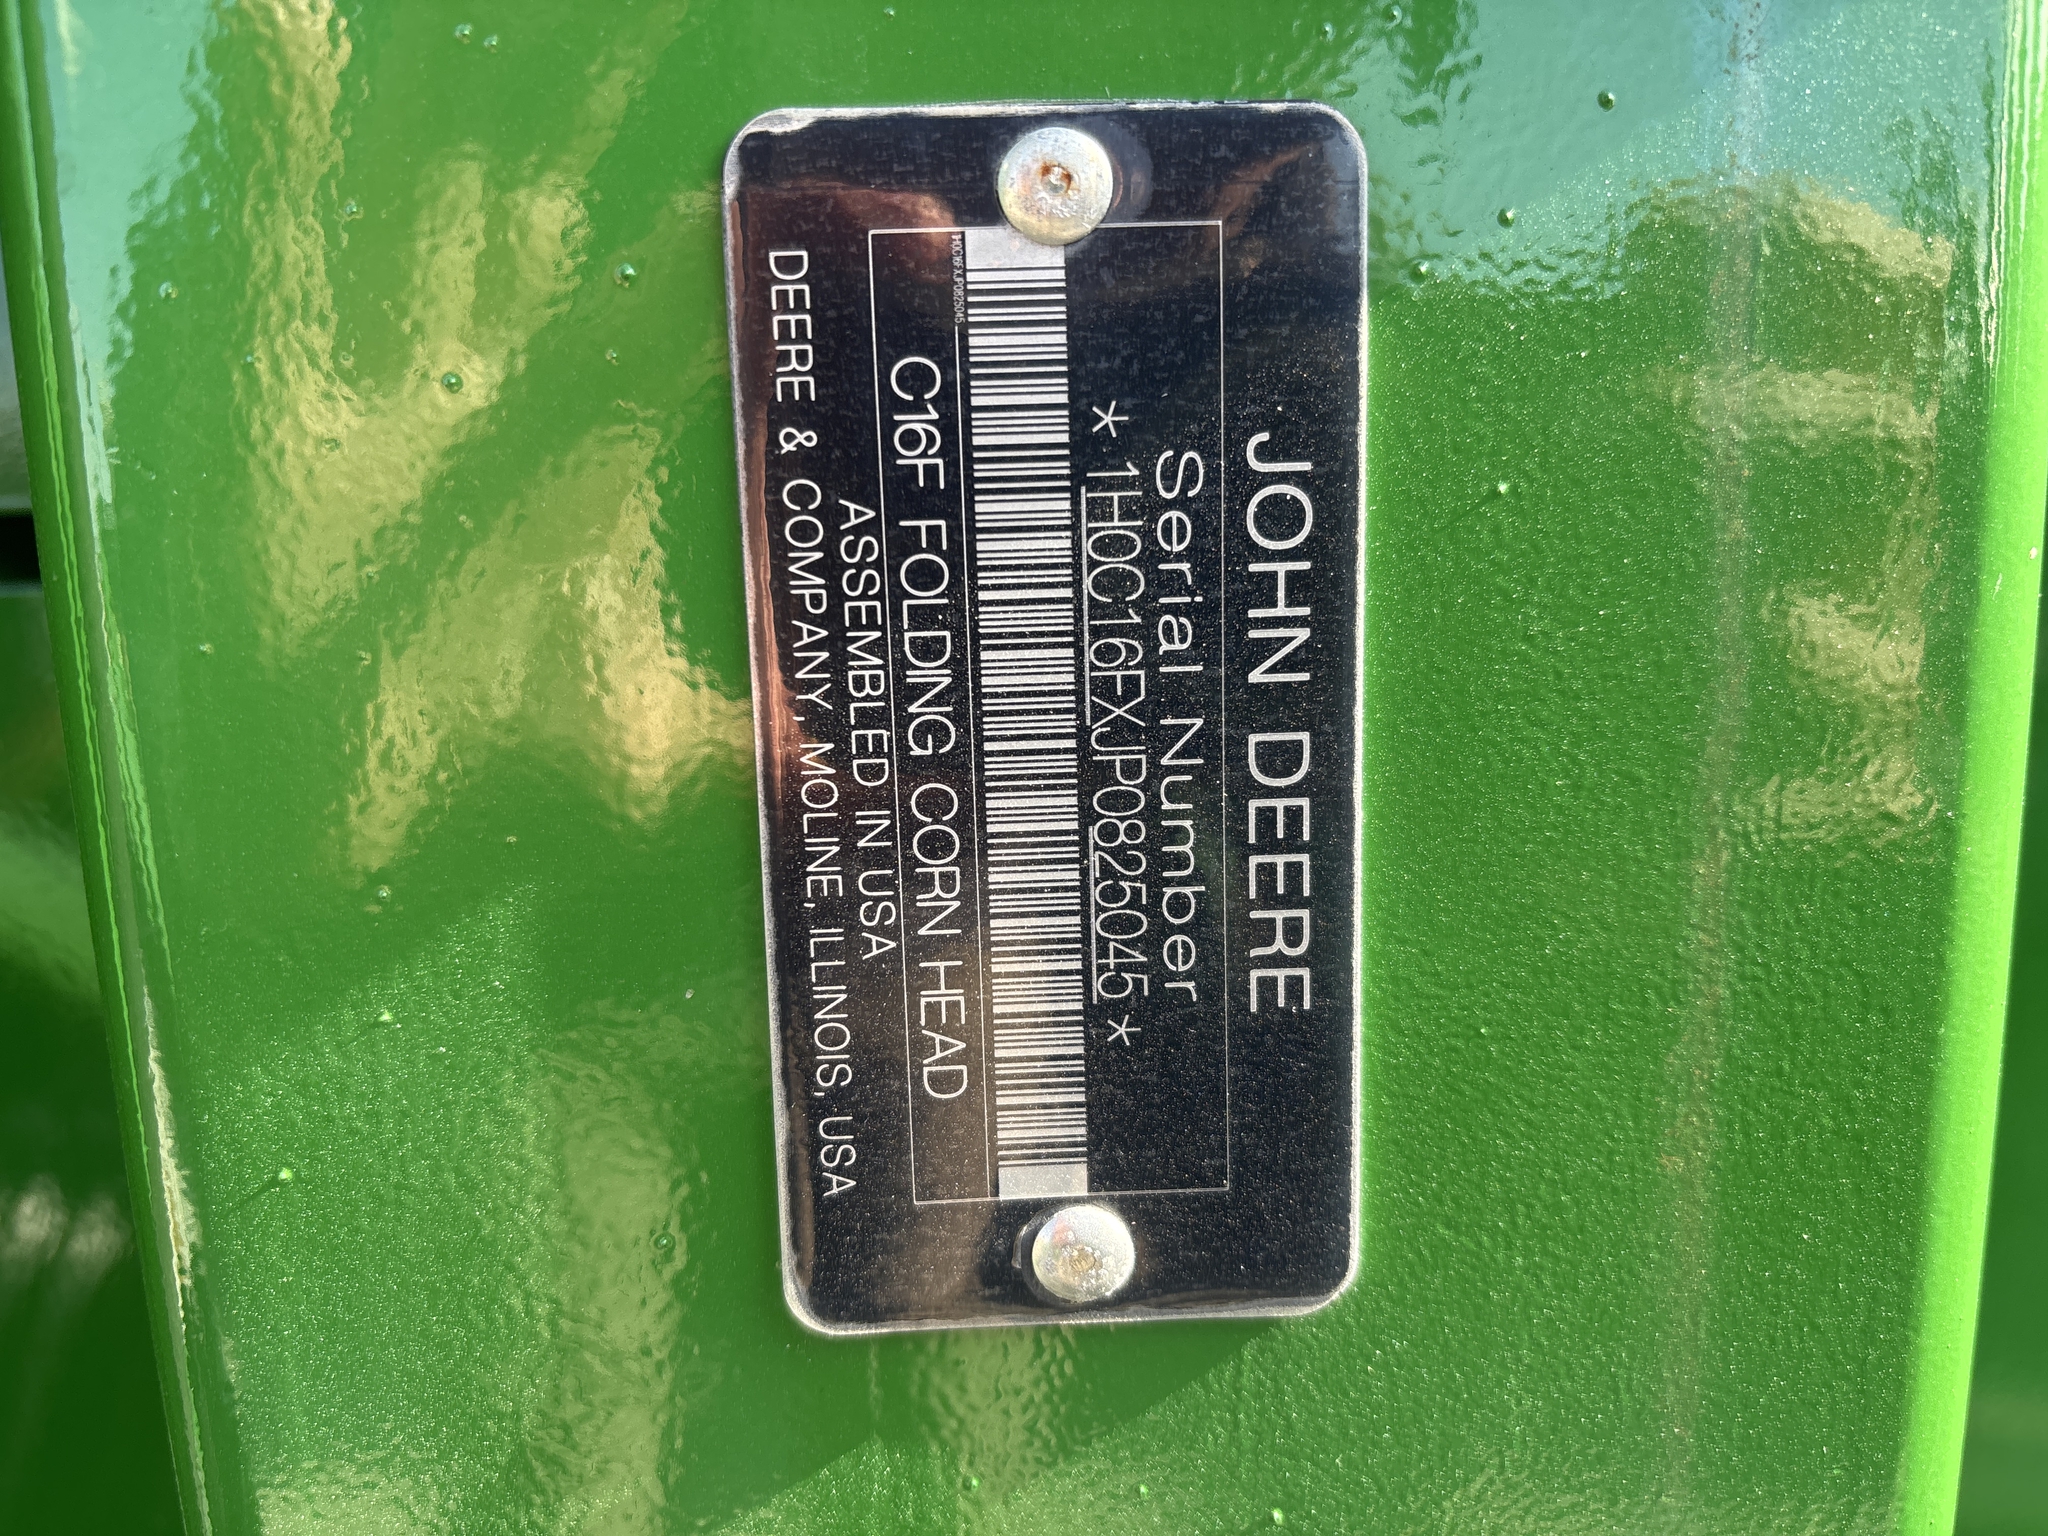 JOHN DEERE
Serial Number
*1H0C16FXJP0825045*
1H0C16FXJP0825045
C16F FOLDING CORN HEAD
ASSEMBLED IN USA
DEERE & COMPANY, MOLINE, ILLINOIS, USA